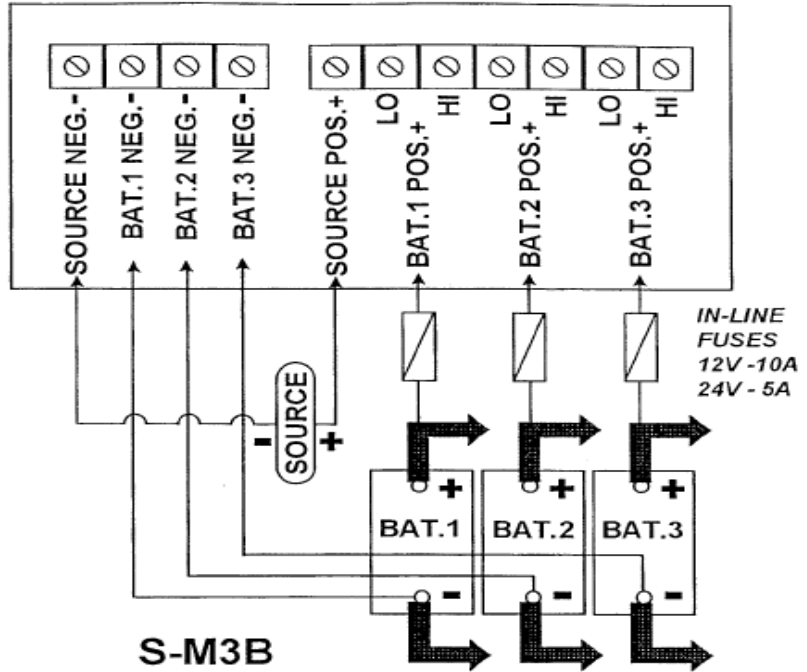 SOURCE NEG.-
BAT.1 NEG.-
BAT.2 NEG.-
BAT.3 NEG.-
SOURCE POS.+
LO
HI
BAT.1 POS.+
LO
HI
BAT.2 POS.+
LO
HI
BAT.3 POS.+
IN-LINE
FUSES
12V -10A
24V - 5A
- SOURCE +
+
+
+
BAT.1
BAT.2
BAT.3
-
-
-
S-M3B